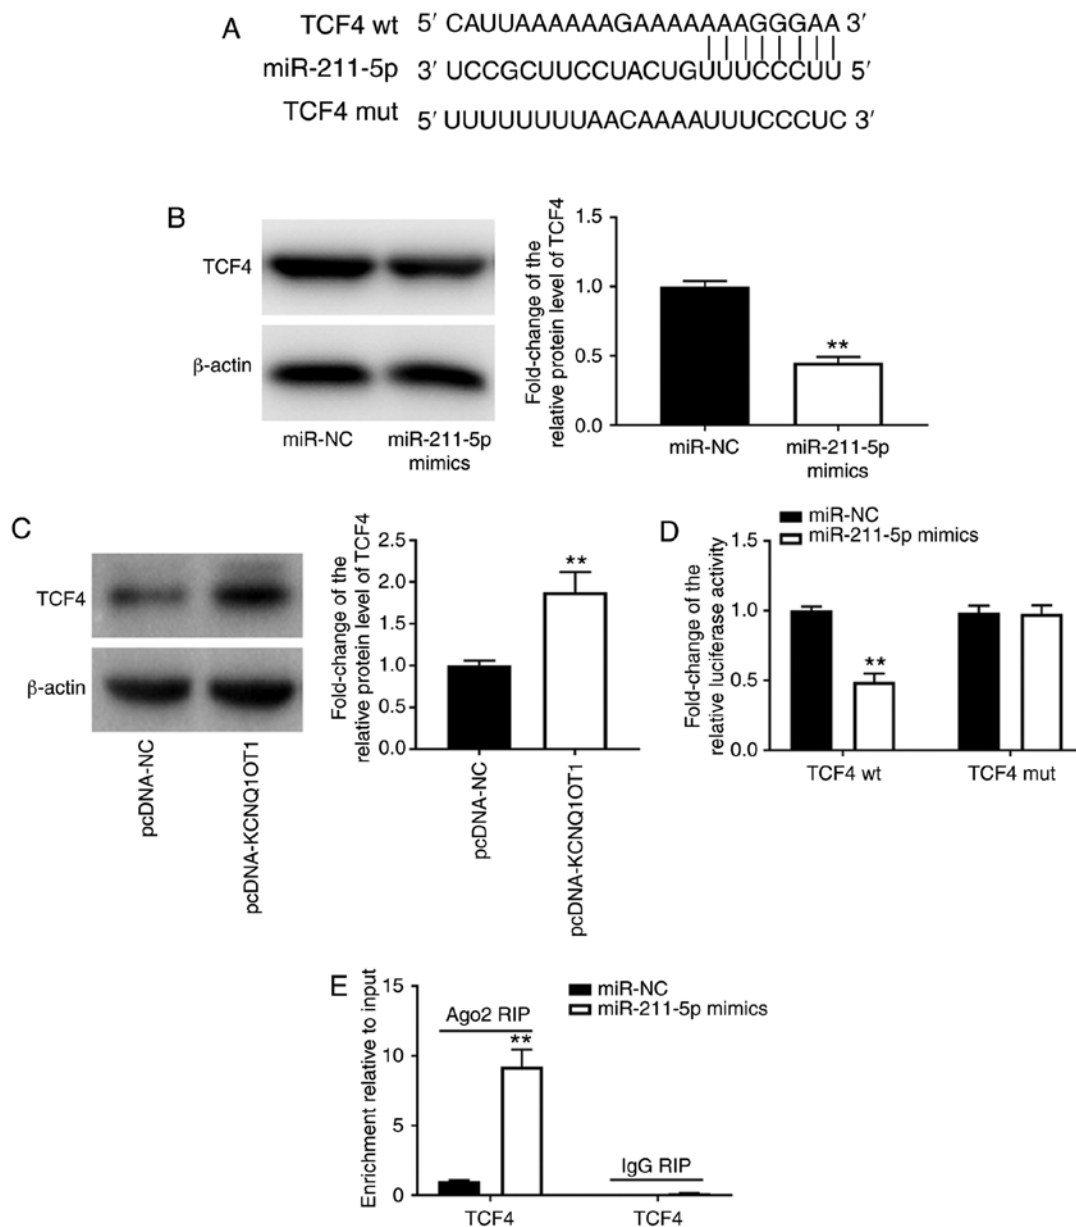 A
TCF4 wt 5′ CAUUAAAAAAGAAAAAAAGGGAA 3′
miR-211-5p 3′ UCCGCUUCCUACUGUUUCCCUU 5′
TCF4 mut 5′ UUUUUUUUAACAAAAUUUCCCUC 3′
B
TCF4
β-actin
miR-NC
miR-211-5p
mimics
Fold-change of the
relative protein level of TCF4
1.5
1.0
0.5
0.0
**
miR-NC
miR-211-5p
mimics
C
TCF4
β-actin
pcDNA-NC
pcDNA-KCNQ1OT1
Fold-change of the
relative protein level of TCF4
2.5
2.0
1.5
1.0
0.5
0.0
**
pcDNA-NC
pcDNA-KCNQ1OT1
D
miR-NC
miR-211-5p mimics
Fold-change of the
relative luciferase activity
1.5
1.0
0.5
0.0
**
TCF4 wt
TCF4 mut
E
miR-NC
miR-211-5p mimics
Enrichment relative to input
15
10
5
0
Ago2 RIP
**
IgG RIP
TCF4
TCF4